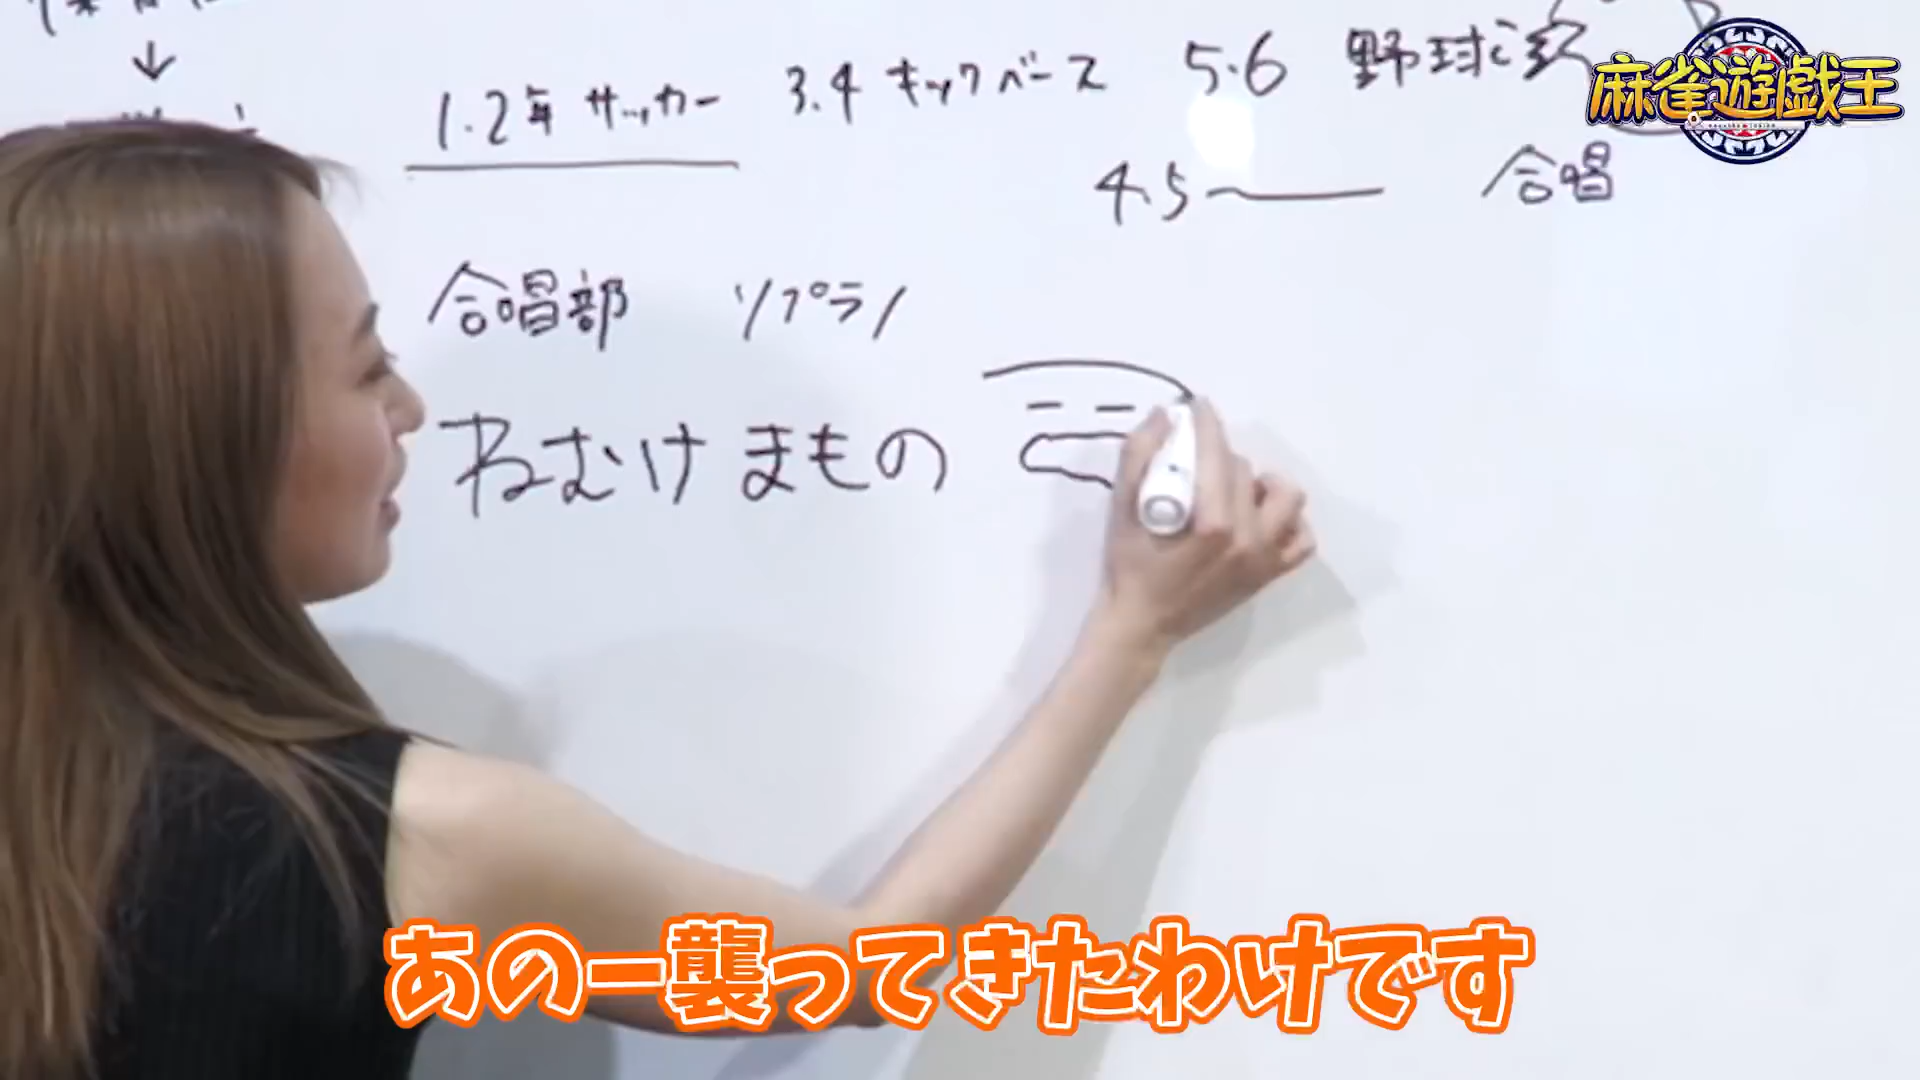 麻雀遊戯王
1.2年 サッカー 3.4 キックベース 5.6 野球
4.5 合唱
合唱部 ソプラノ
ねむけまもの
あのー襲ってきたわけです